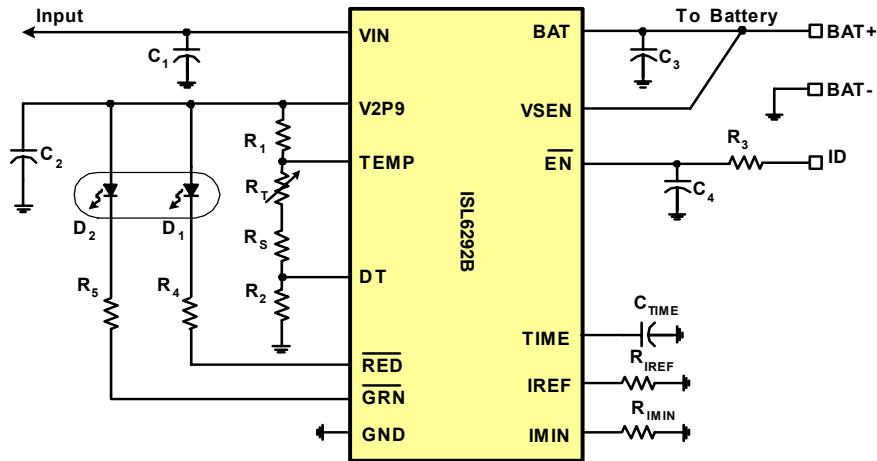 Input
To Battery
VIN
BAT
BAT+
C1
C3
BAT-
V2P9
VSEN
C2
R1
TEMP
EN
R3
ID
RT
C4
D2
D1
RS
ISL6292B
R5
R4
R2
DT
CTIME
TIME
RED
RIREF
IREF
GRN
RIMIN
GND
IMIN